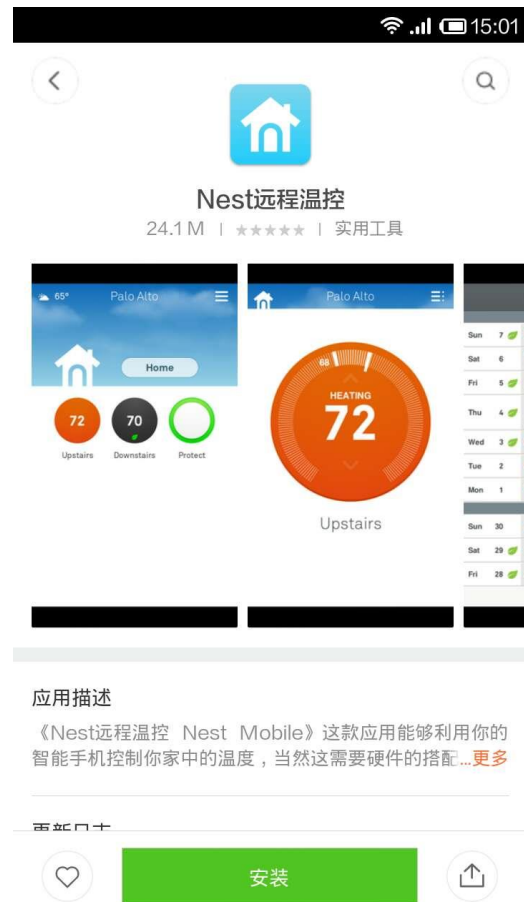 15:01
Nest远程温控
24.1 M | ★★★★★ | 实用工具
65° Palo Alto
Home
72 70
Upstairs Downstairs Protect
Palo Alto
68
HEATING
72
Upstairs
Sun 7
Sat 6
Fri 5
Thu 4
Wed 3
Tue 2
Mon 1
Sun 30
Sat 29
Fri 28
应用描述
《Nest远程温控 Nest Mobile》这款应用能够利用你的
智能手机控制你家中的温度，当然这需要硬件的搭配...更多
更新日志
安装